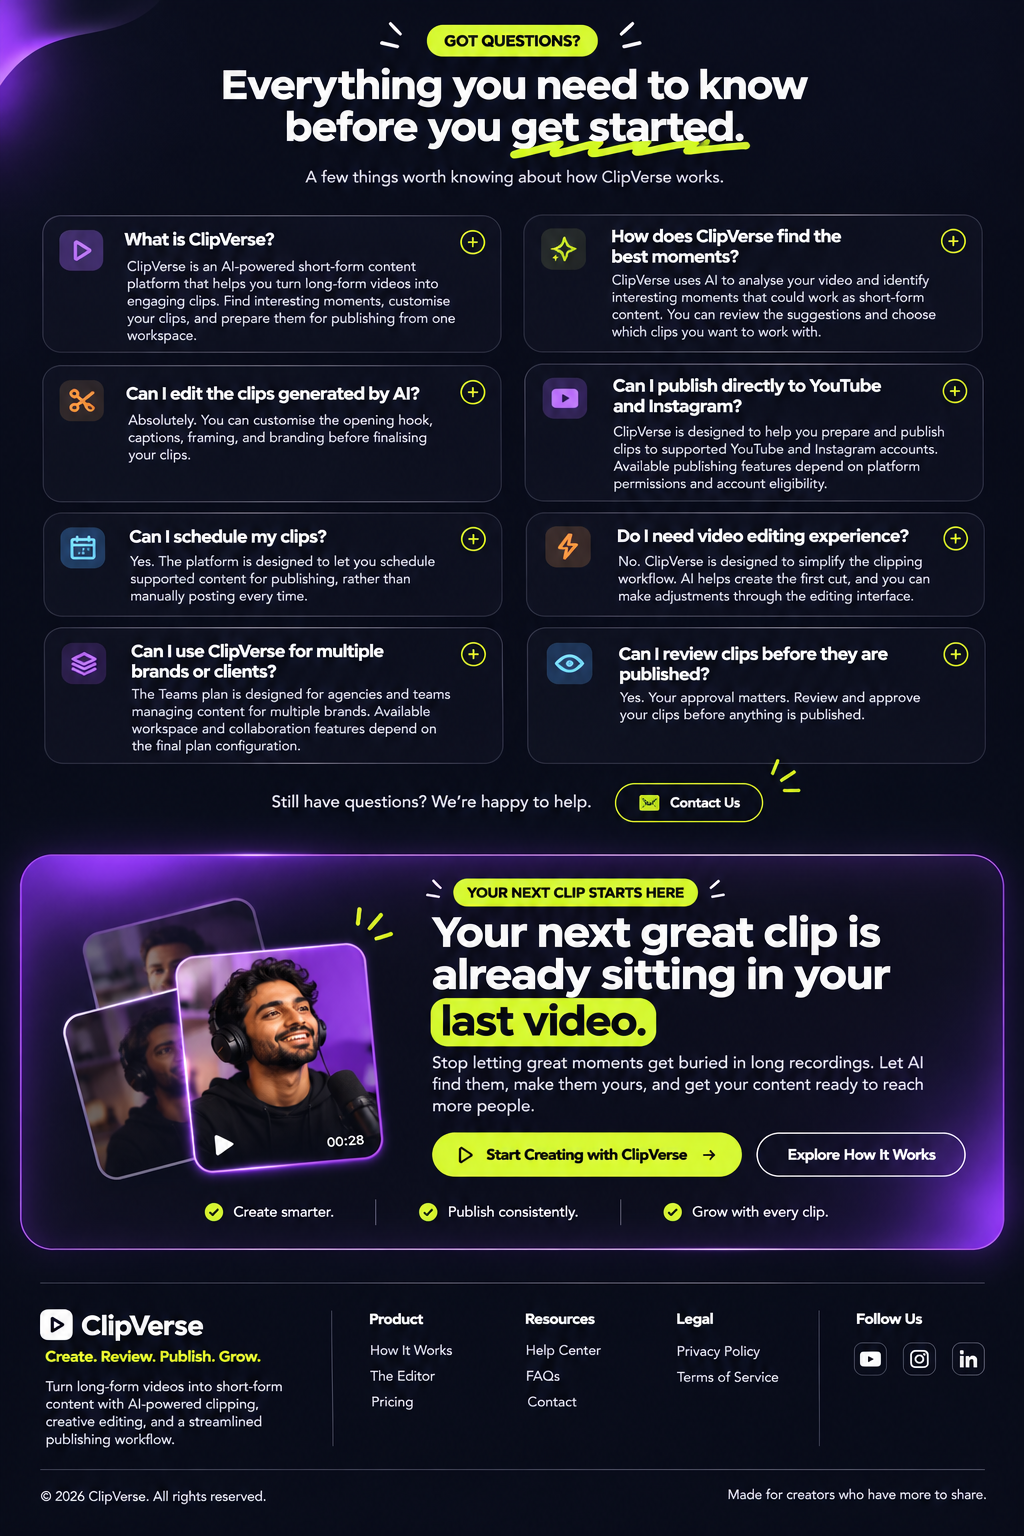 GOT QUESTIONS?
Everything you need to know
before you get started.
A few things worth knowing about how ClipVerse works.
What is ClipVerse?
ClipVerse is an AI-powered short-form content
platform that helps you turn long-form videos into
engaging clips. Find interesting moments, customise
your clips, and prepare them for publishing from one
workspace.
How does ClipVerse find the
best moments?
ClipVerse uses AI to analyse your video and identify
interesting moments that could work as short-form
content. You can review the suggestions and choose
which clips you want to work with.
Can I edit the clips generated by AI?
Absolutely. You can customise the opening hook,
captions, framing, and branding before finalising
your clips.
Can I publish directly to YouTube
and Instagram?
ClipVerse is designed to help you prepare and publish
clips to supported YouTube and Instagram accounts.
Available publishing features depend on platform
permissions and account eligibility.
Can I schedule my clips?
Yes. The platform is designed to let you schedule
supported content for publishing, rather than
manually posting every time.
Do I need video editing experience?
No. ClipVerse is designed to simplify the clipping
workflow. AI helps create the first cut, and you can
make adjustments through the editing interface.
Can I use ClipVerse for multiple
brands or clients?
The Teams plan is designed for agencies and teams
managing content for multiple brands. Available
workspace and collaboration features depend on
the final plan configuration.
Can I review clips before they are
published?
Yes. Your approval matters. Review and approve
your clips before anything is published.
Still have questions? We're happy to help.
Contact Us
YOUR NEXT CLIP STARTS HERE
Your next great clip is
already sitting in your
last video.
Stop letting great moments get buried in long recordings. Let AI
find them, make them yours, and get your content ready to reach
more people.
00:28
Start Creating with ClipVerse →
Explore How It Works
Create smarter.
Publish consistently.
Grow with every clip.
ClipVerse
Create. Review. Publish. Grow.
Turn long-form videos into short-form
content with AI-powered clipping,
creative editing, and a streamlined
publishing workflow.
Product
How It Works
The Editor
Pricing
Resources
Help Center
FAQs
Contact
Legal
Privacy Policy
Terms of Service
Follow Us
in
© 2026 ClipVerse. All rights reserved.
Made for creators who have more to share.